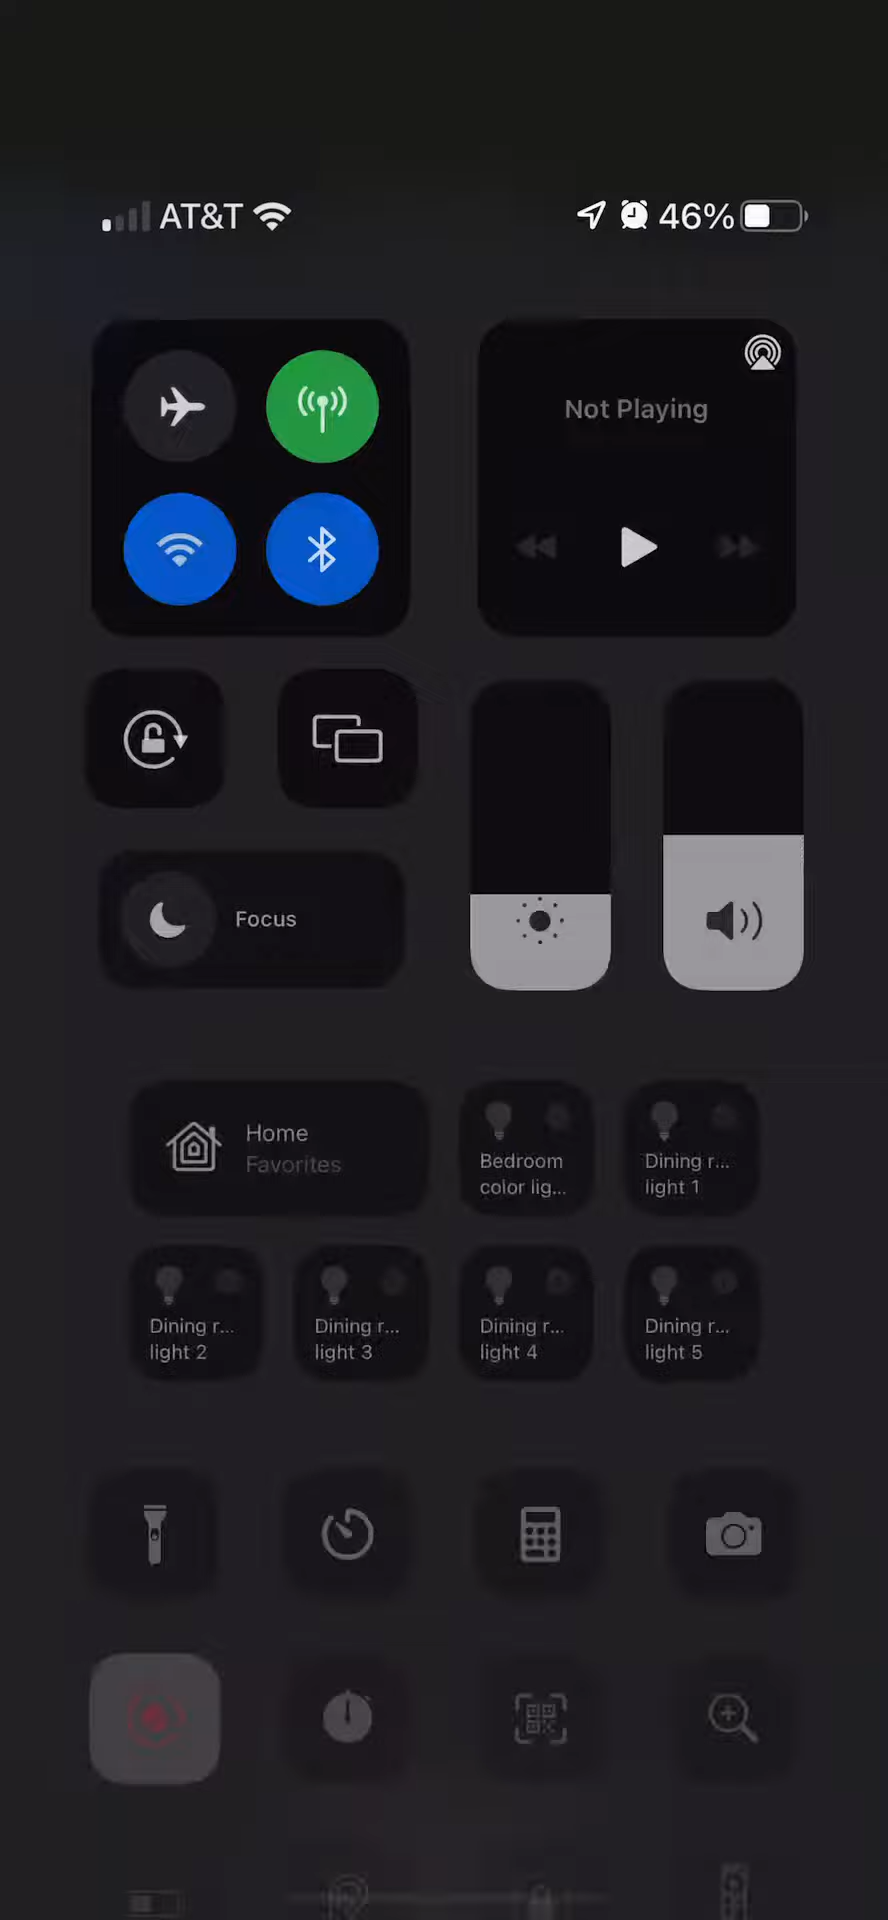 AT&T 46%
Not Playing
Focus
Home
Favorites
Bedroom
color lig...
Dining r...
light 1
Dining r...
light 2
Dining r...
light 3
Dining r...
light 4
Dining r...
light 5